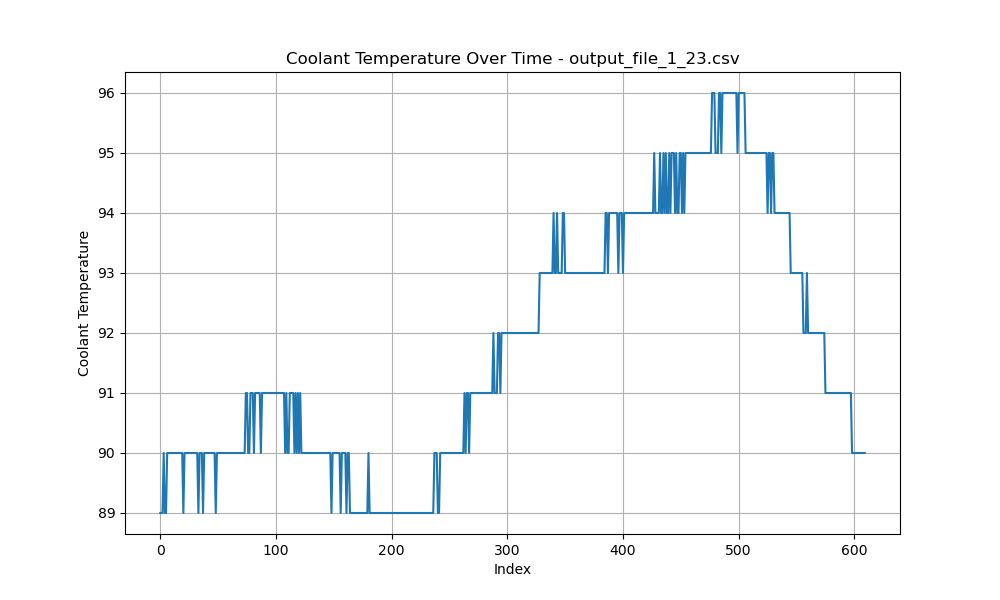 Coolant Temperature Over Time - output_file_1_23.csv
96
95
94
93
92
91
90
89
Coolant Temperature
0 100 200 300 400 500 600
Index